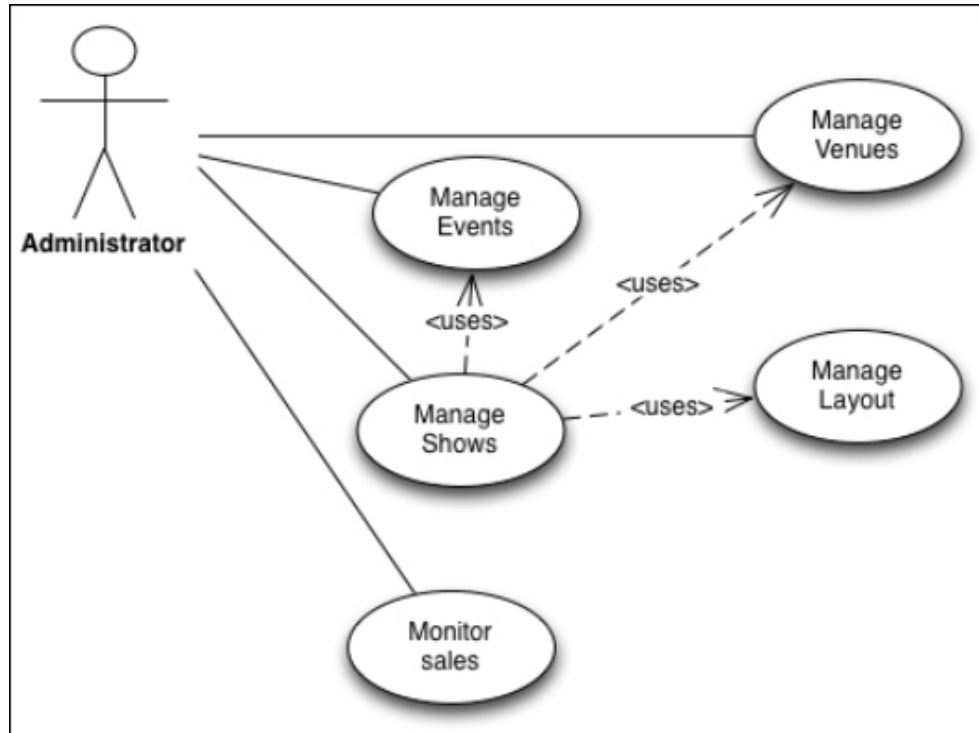 Administrator
Manage
Venues
Manage
Events
<uses>
<uses>
Manage
Shows
<uses>
Manage
Layout
Monitor
sales